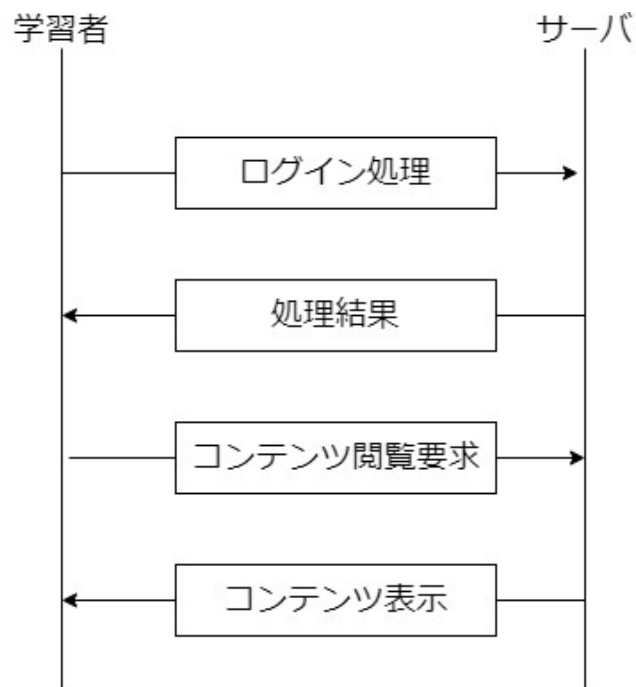 学習者
サーバ
ログイン処理
処理結果
コンテンツ閲覧要求
コンテンツ表示